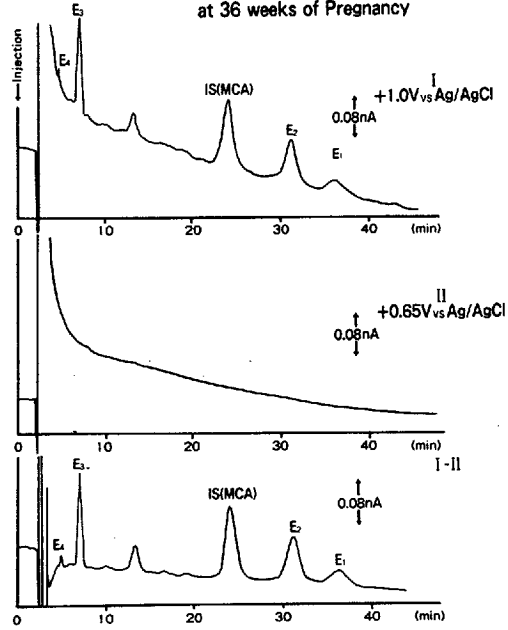 at 36 weeks of Pregnancy
←Injection
E₃
E₄
IS(MCA)
E₂
E₁
I
+1.0V vs Ag/AgCl
0.08nA
0 10 20 30 40 (min)
II
+0.65V vs Ag/AgCl
0.08nA
0 10 20 30 40 (min)
E₃
E₄
IS(MCA)
E₂
E₁
I-II
0.08nA
0 10 20 30 40 (min)